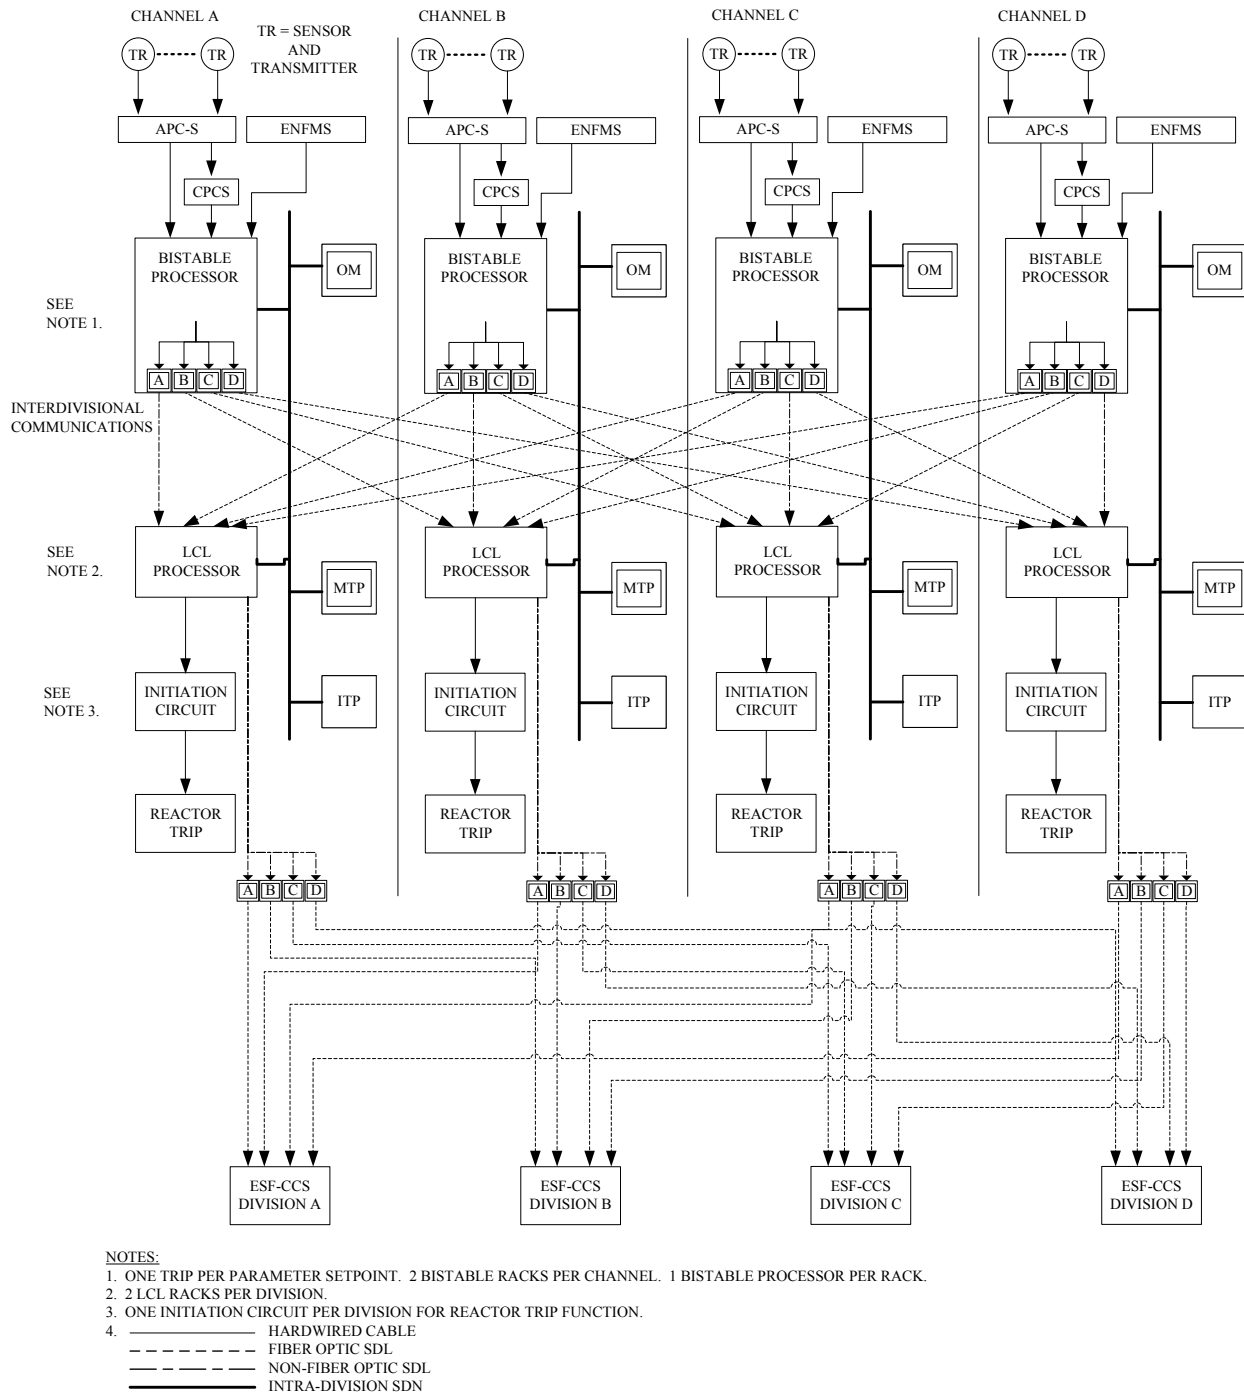 CHANNEL A
CHANNEL B
CHANNEL C
CHANNEL D
TR = SENSOR
AND
TRANSMITTER
TR
TR
TR
TR
TR
TR
TR
TR
APC-S
ENFMS
APC-S
ENFMS
APC-S
ENFMS
APC-S
ENFMS
CPCS
CPCS
CPCS
CPCS
BISTABLE
PROCESSOR
OM
BISTABLE
PROCESSOR
OM
BISTABLE
PROCESSOR
OM
BISTABLE
PROCESSOR
OM
SEE
NOTE 1.
A B C D
A B C D
A B C D
A B C D
INTERDIVISIONAL
COMMUNICATIONS
SEE
NOTE 2.
LCL
PROCESSOR
MTP
LCL
PROCESSOR
MTP
LCL
PROCESSOR
MTP
LCL
PROCESSOR
MTP
SEE
NOTE 3.
INITIATION
CIRCUIT
ITP
INITIATION
CIRCUIT
ITP
INITIATION
CIRCUIT
ITP
INITIATION
CIRCUIT
ITP
REACTOR
TRIP
REACTOR
TRIP
REACTOR
TRIP
REACTOR
TRIP
A B C D
A B C D
A B C D
A B C D
ESF-CCS
DIVISION A
ESF-CCS
DIVISION B
ESF-CCS
DIVISION C
ESF-CCS
DIVISION D
NOTES:
1. ONE TRIP PER PARAMETER SETPOINT. 2 BISTABLE RACKS PER CHANNEL. 1 BISTABLE PROCESSOR PER RACK.
2. 2 LCL RACKS PER DIVISION.
3. ONE INITIATION CIRCUIT PER DIVISION FOR REACTOR TRIP FUNCTION.
4. HARDWIRED CABLE
FIBER OPTIC SDL
NON-FIBER OPTIC SDL
INTRA-DIVISION SDN